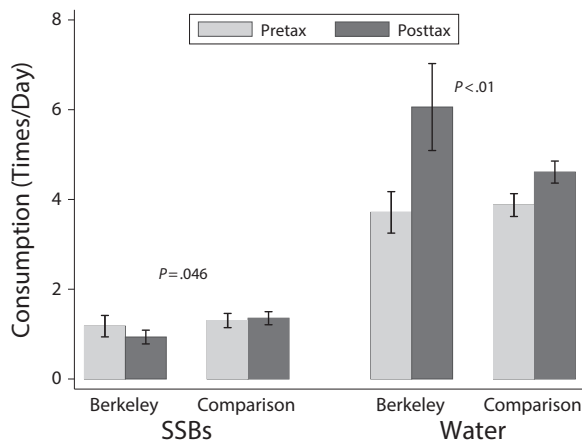 8
Pretax
Posttax
P<.01
6
4
P=.046
2
0
Consumption (Times/Day)
Berkeley
Comparison
Berkeley
Comparison
SSBs
Water